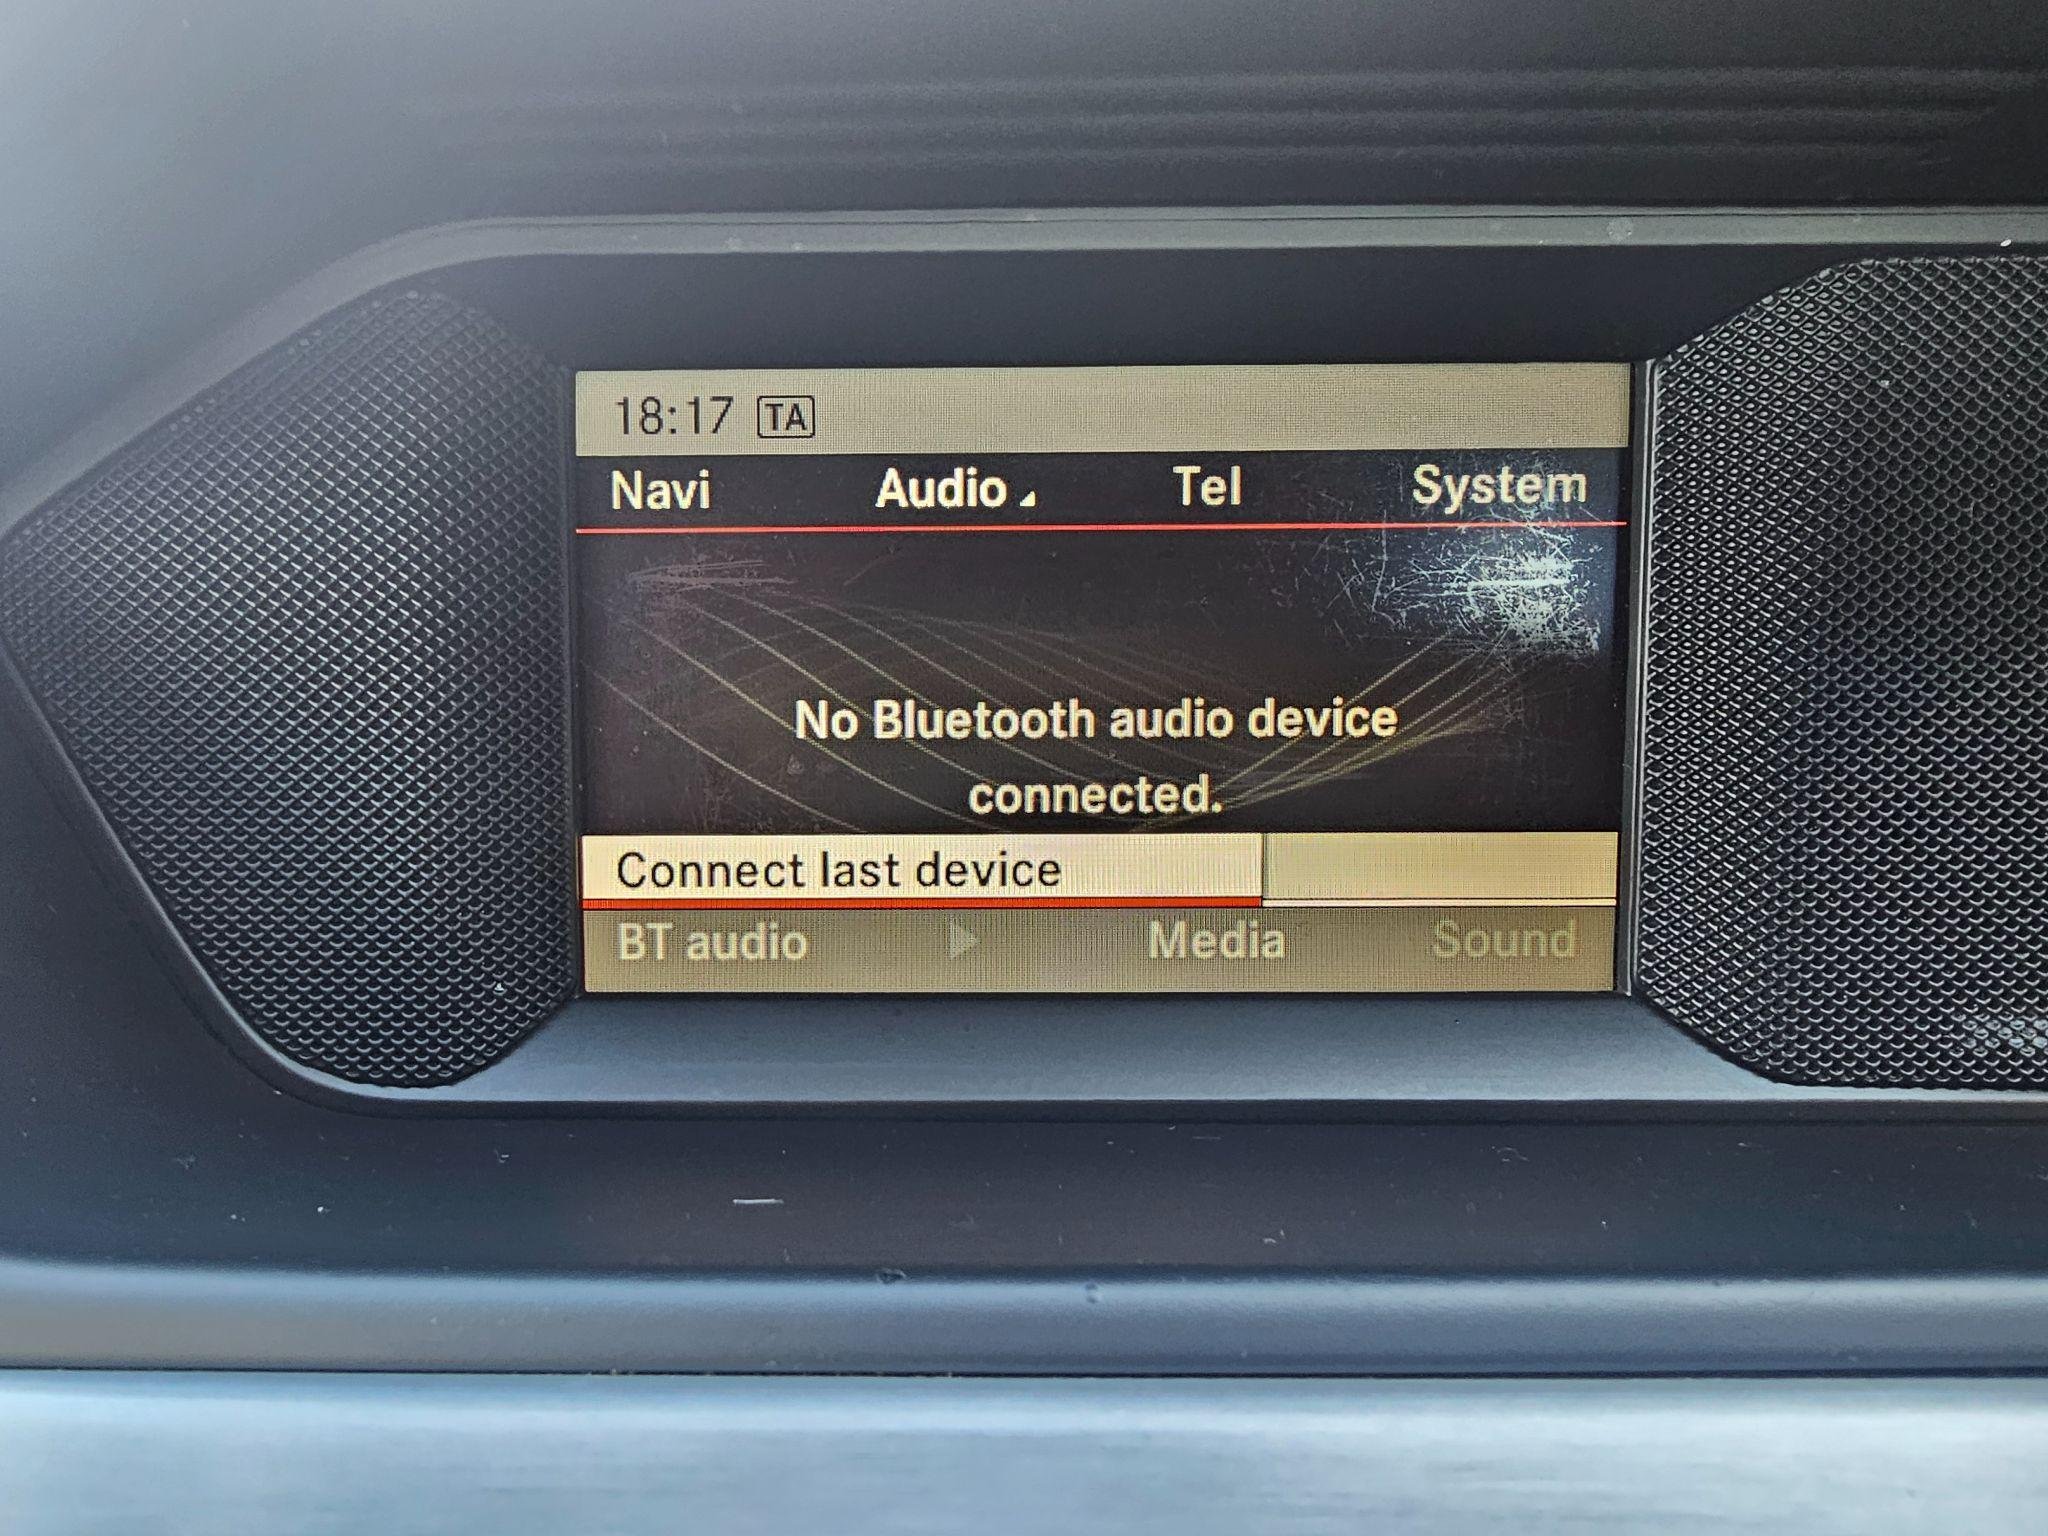 18:17 TA
Navi Audio Tel System
No Bluetooth audio device
connected.
Connect last device
BT audio Media Sound